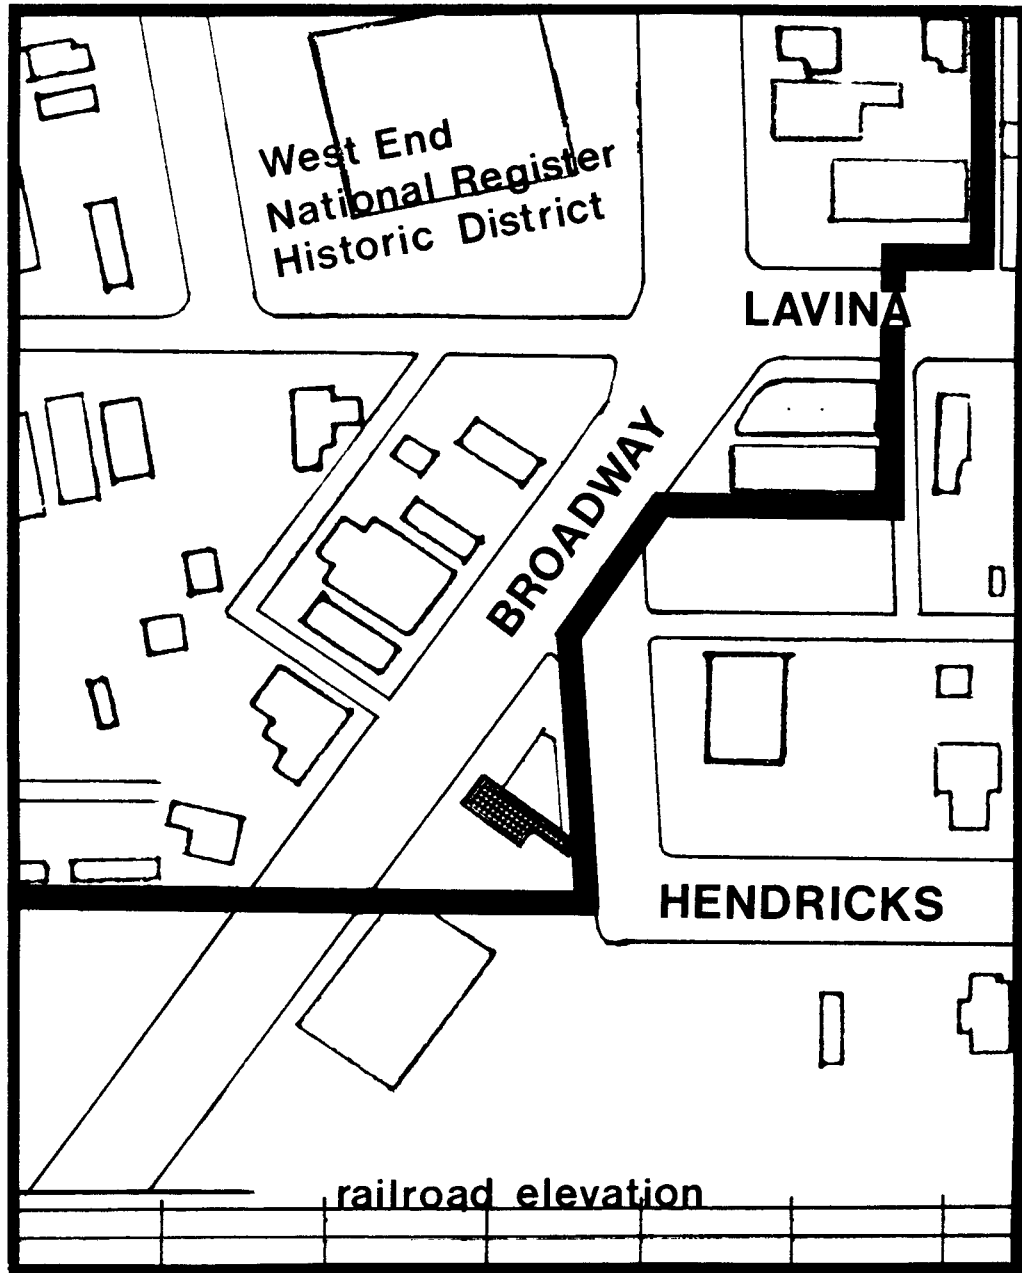 West End
National Register
Historic District
LAVINA
BROADWAY
HENDRICKS
railroad elevation